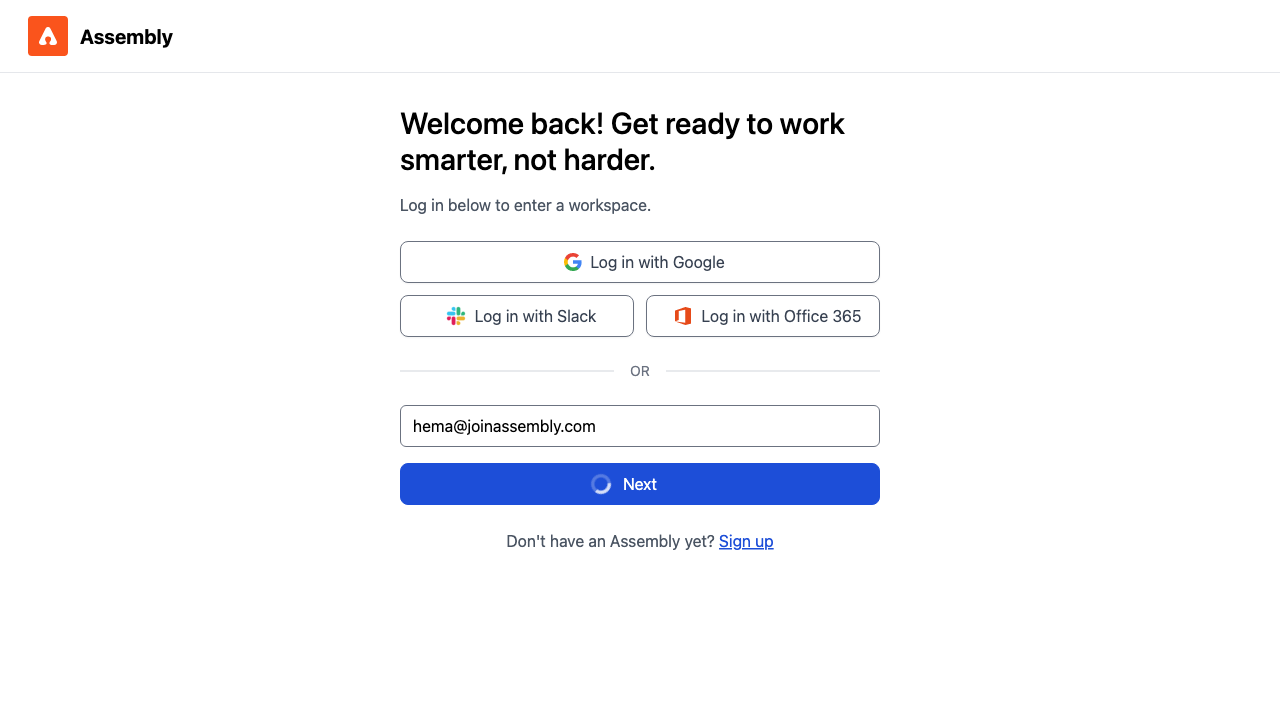 Assembly
Welcome back! Get ready to work
smarter, not harder.
Log in below to enter a workspace.
Log in with Google
Log in with Slack
Log in with Office 365
OR
hema@joinassembly.com
Next
Don't have an Assembly yet? Sign up